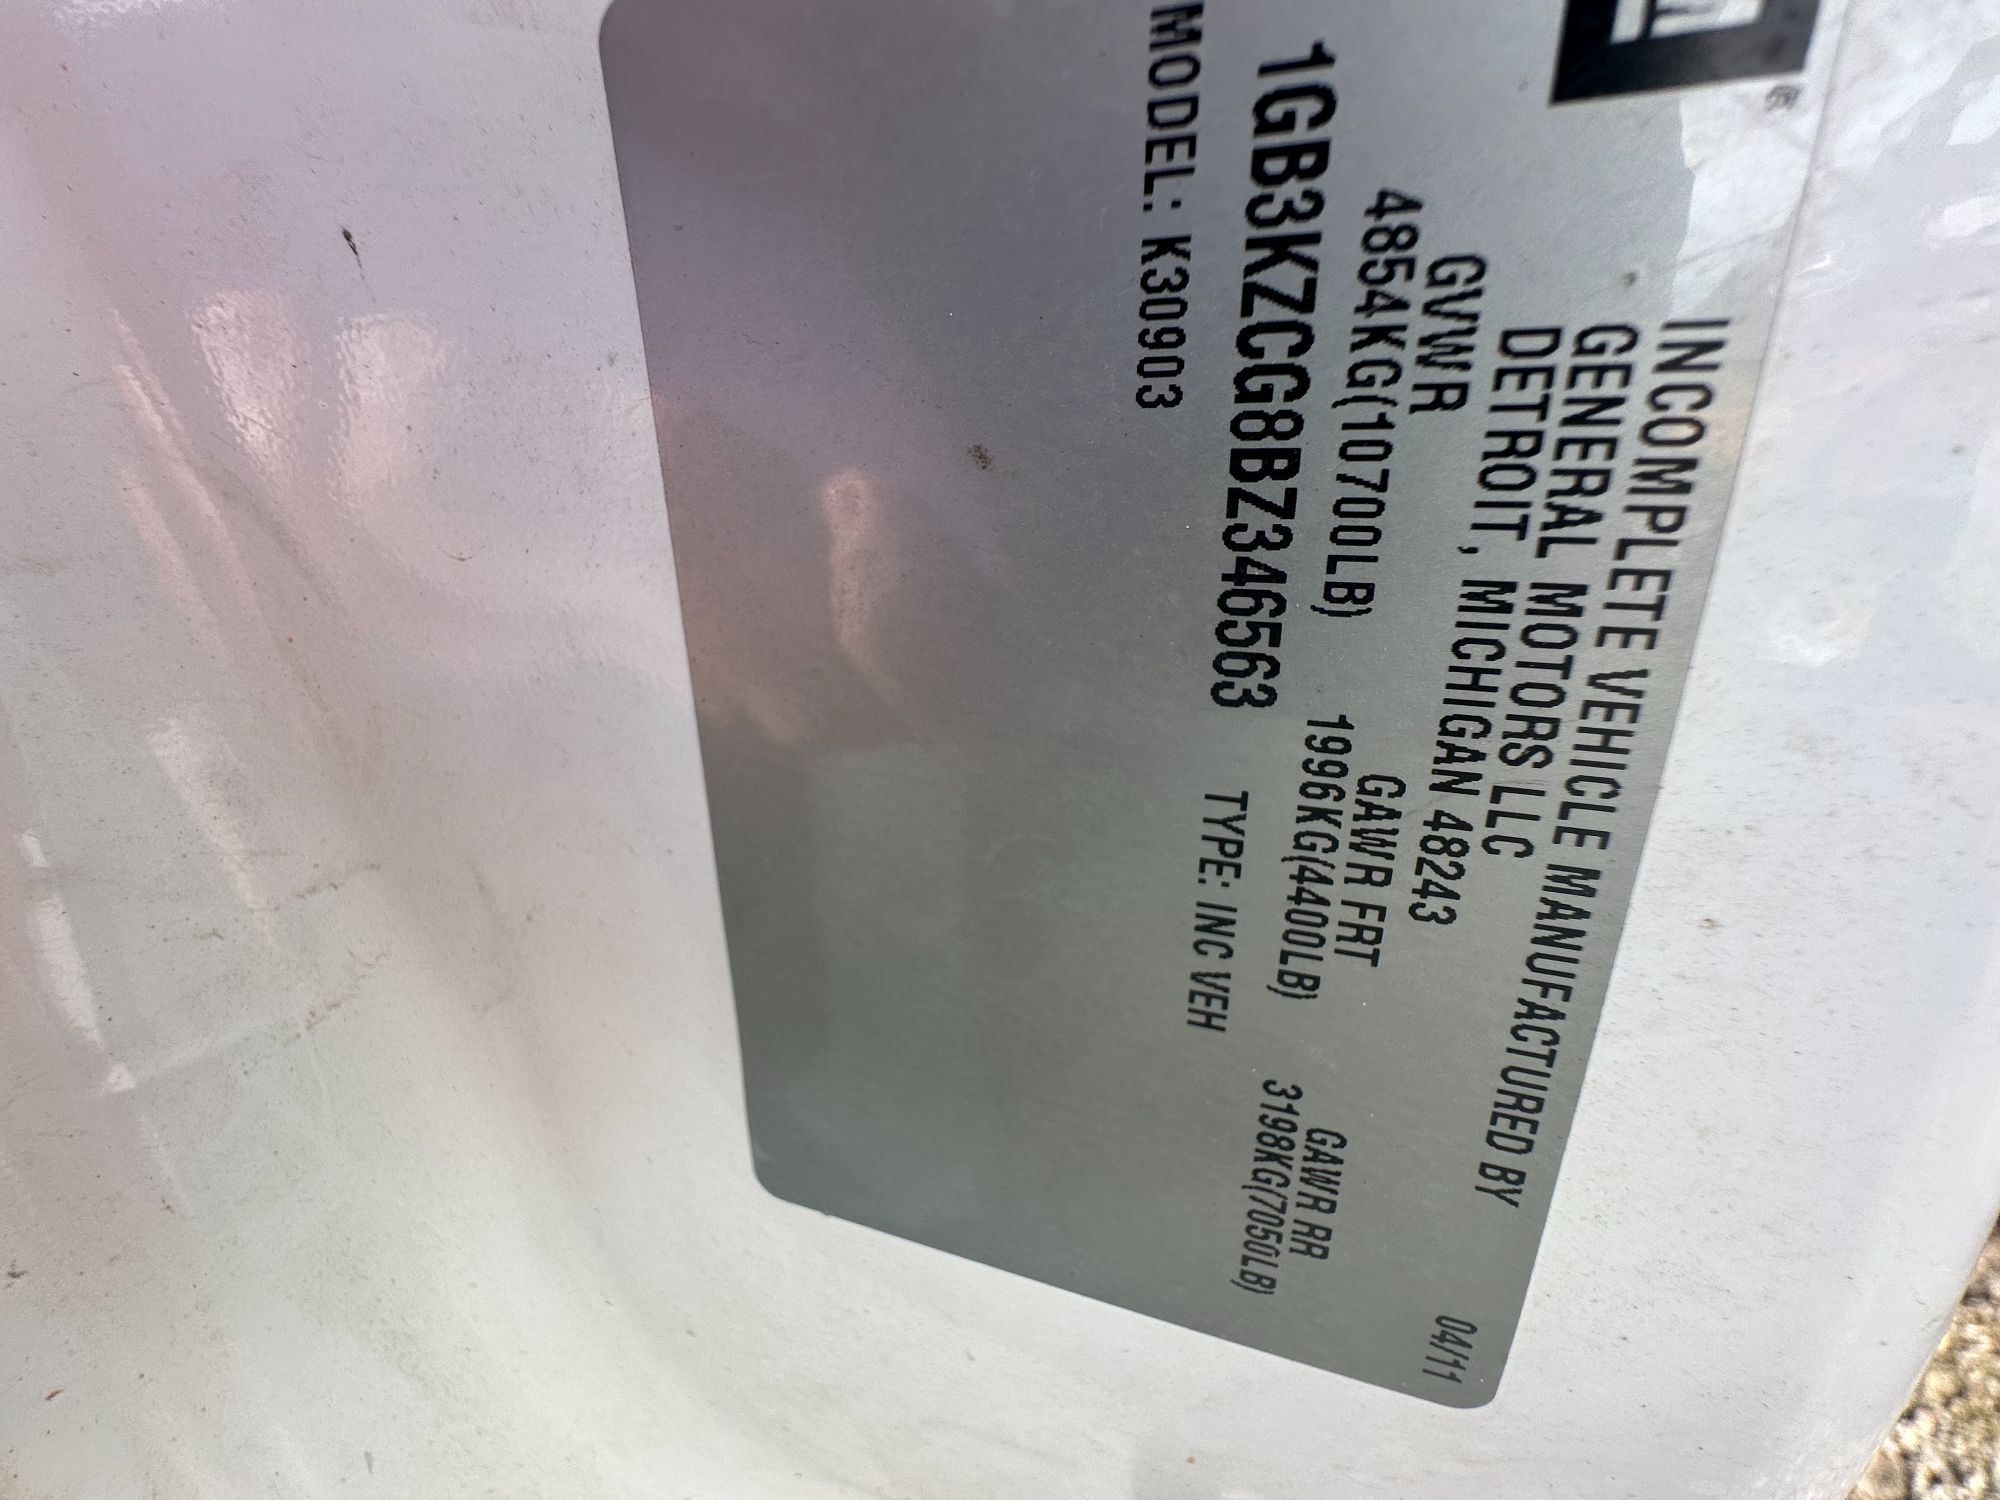 INCOMPLETE VEHICLE MANUFACTURED BY
GENERAL MOTORS LLC
DETROIT, MICHIGAN 48243
04/11
GVWR GAWR FRT GAWR RR
4854KG(10700LB) 1996KG(4400LB) 3198KG(7050LB)
1GB3KZCG8BZ346563 TYPE: INC VEH
MODEL: K30903